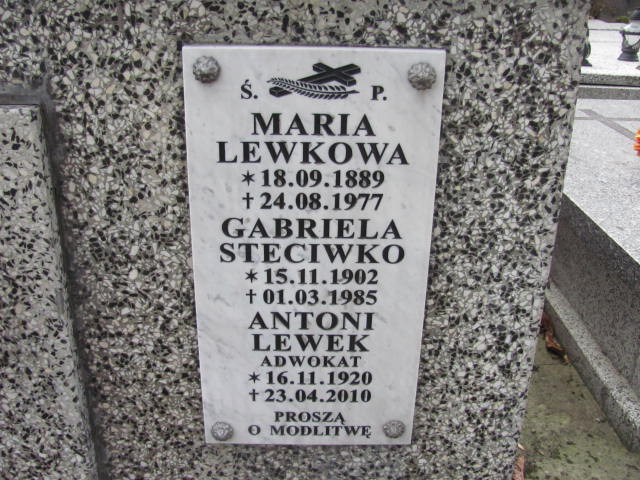 Ś. P.
MARIA
LEWKOWA
* 18.09.1889
† 24.08.1977
GABRIELA
STECIWKO
* 15.11.1902
† 01.03.1985
ANTONI
LEWEK
ADWOKAT
* 16.11.1920
† 23.04.2010
PROSZĄ
O MODLITWĘ